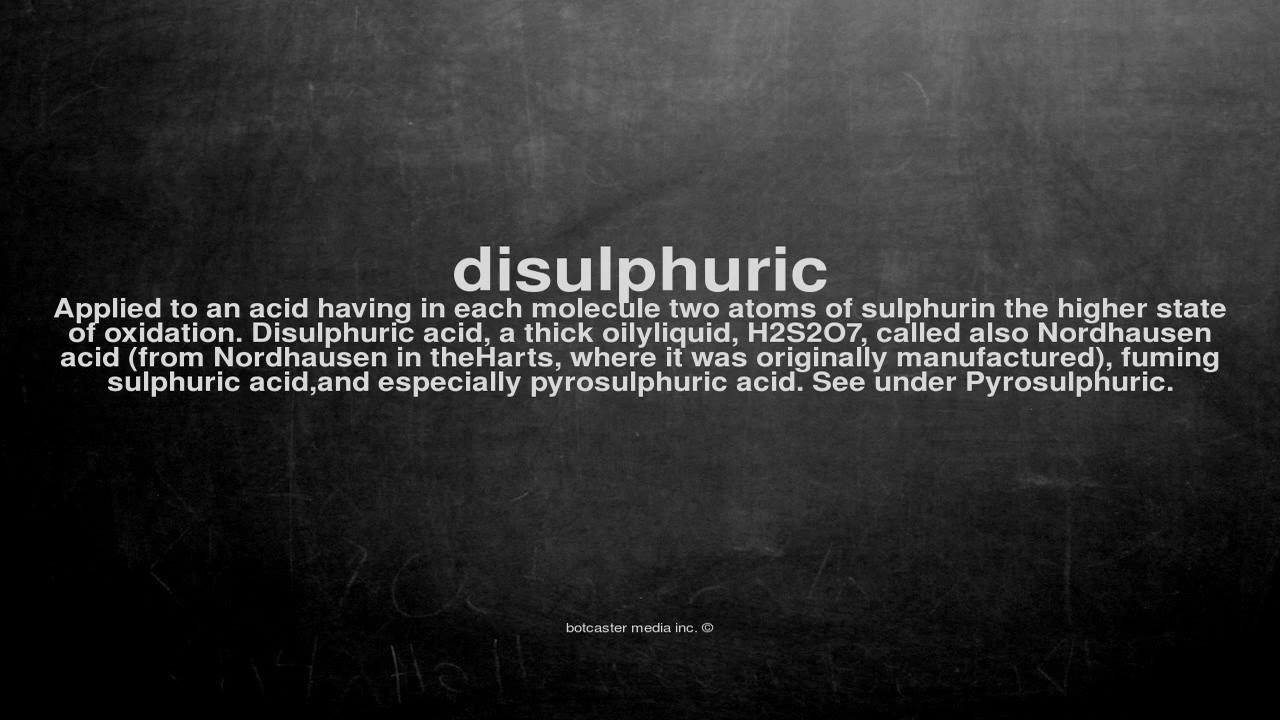 disulphuric
Applied to an acid having in each molecule two atoms of sulphurin the higher state
of oxidation. Disulphuric acid, a thick oilyliquid, H2S2O7, called also Nordhausen
acid (from Nordhausen in theHarts, where it was originally manufactured), fuming
sulphuric acid,and especially pyrosulphuric acid. See under Pyrosulphuric.
botcaster media inc. ©